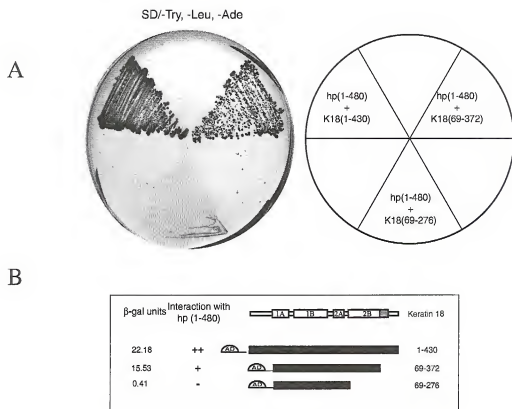 SD/-Try, -Leu, -Ade
A
hp(1-480)
+
K18(1-430)
hp(1-480)
+
K18(69-372)
hp(1-480)
+
K18(69-276)
B
β-gal units
Interaction with
hp (1-480)
1A 1B 2A 2B
Keratin 18
22.18 ++ AD 1-430
15.53 + AD 69-372
0.41 - AD 69-276